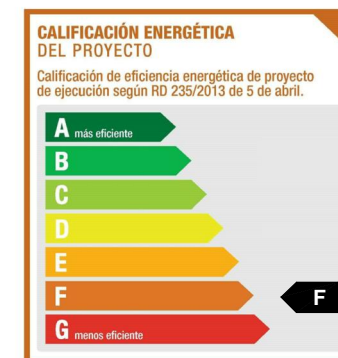 CALIFICACIÓN ENERGÉTICA
DEL PROYECTO
Calificación de eficiencia energética de proyecto
de ejecución según RD 235/2013 de 5 de abril.
A más eficiente
B
C
D
E
F F
G menos eficiente